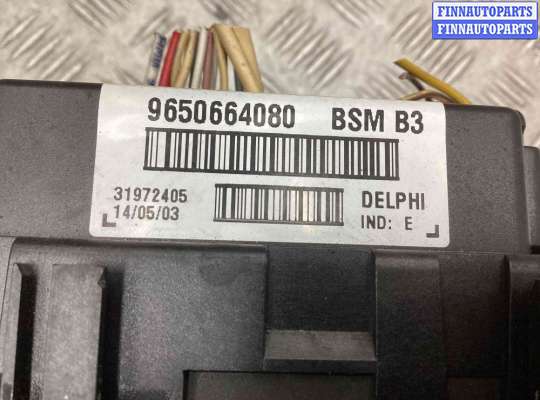 FINNAUTOPARTS
FINNAUTOPARTS
9650664080 BSM B3
31972405
14/05/03
DELPHI
IND: E